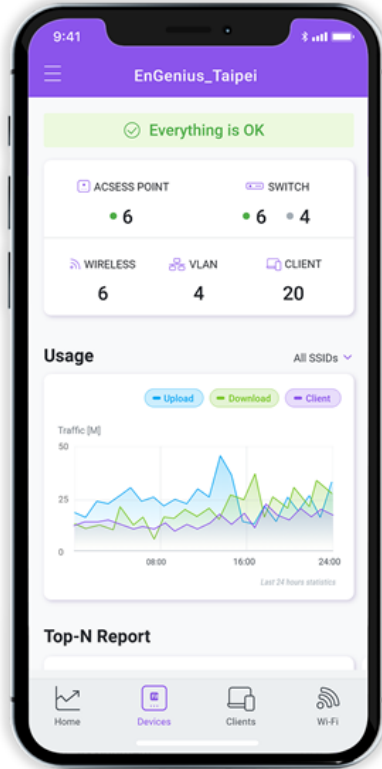 9:41
EnGenius_Taipei
Everything is OK
ACSESS POINT
SWITCH
6
6 4
WIRELESS
VLAN
CLIENT
6
4
20
Usage
All SSIDs
Upload
Download
Client
Traffic [M]
50
25
0
08:00
16:00
24:00
Last 24 hours statistics
Top-N Report
Home
Devices
Clients
Wi-Fi